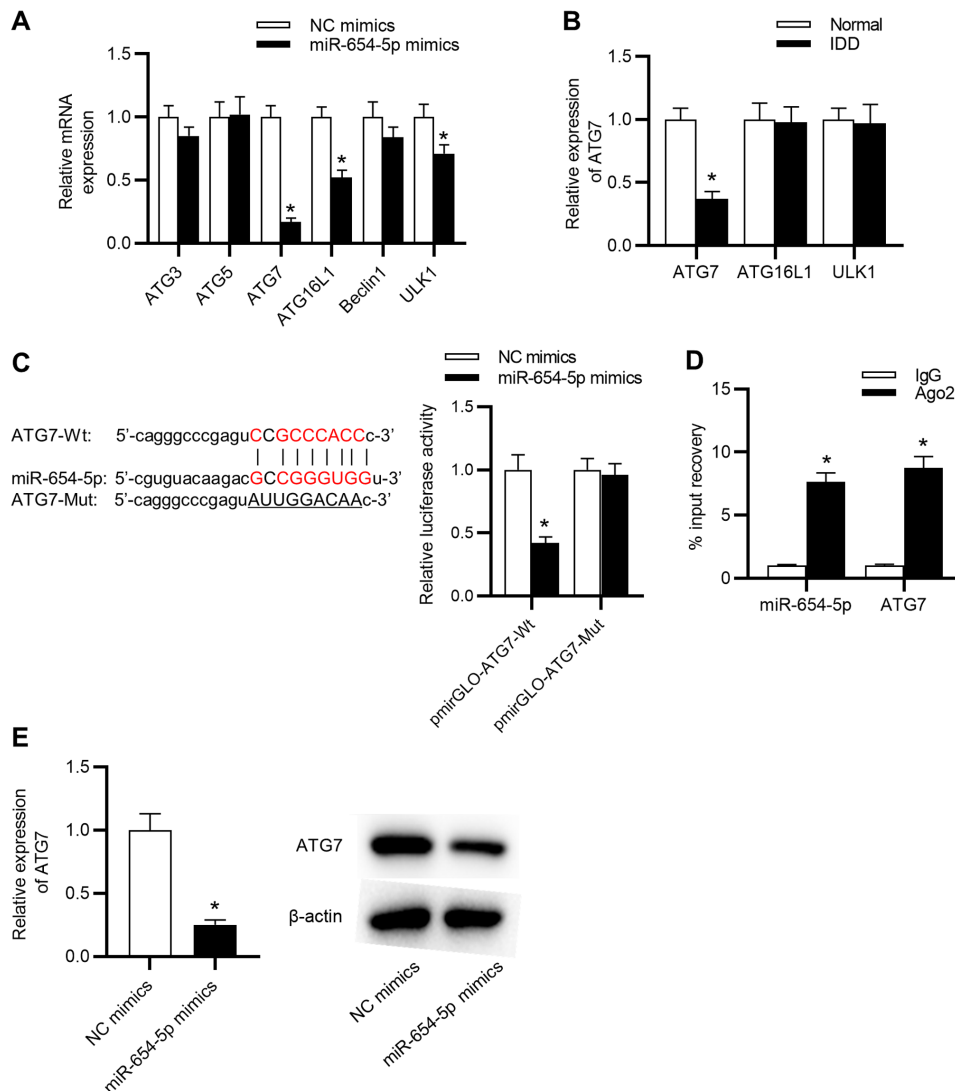 A
NC mimics
miR-654-5p mimics
Relative mRNA
expression
1.5
1.0
0.5
0.0
*
*
*
ATG3
ATG5
ATG7
ATG16L1
Beclin1
ULK1
B
Normal
IDD
Relative expression
of ATG7
1.5
1.0
0.5
0.0
*
ATG7
ATG16L1
ULK1
C
ATG7-Wt: 5'-cagggcccgaguCCGCCCACCc-3'
miR-654-5p: 5'-cguguacaagacGCCGGGUGGu-3'
ATG7-Mut: 5'-cagggcccgaguAUUGGACAAc-3'
NC mimics
miR-654-5p mimics
Relative luciferase activity
1.5
1.0
0.5
0.0
*
pmirGLO-ATG7-Wt
pmirGLO-ATG7-Mut
D
IgG
Ago2
% input recovery
15
10
5
0
*
*
miR-654-5p
ATG7
E
Relative expression
of ATG7
1.5
1.0
0.5
0.0
*
NC mimics
miR-654-5p mimics
ATG7
β-actin
NC mimics
miR-654-5p mimics